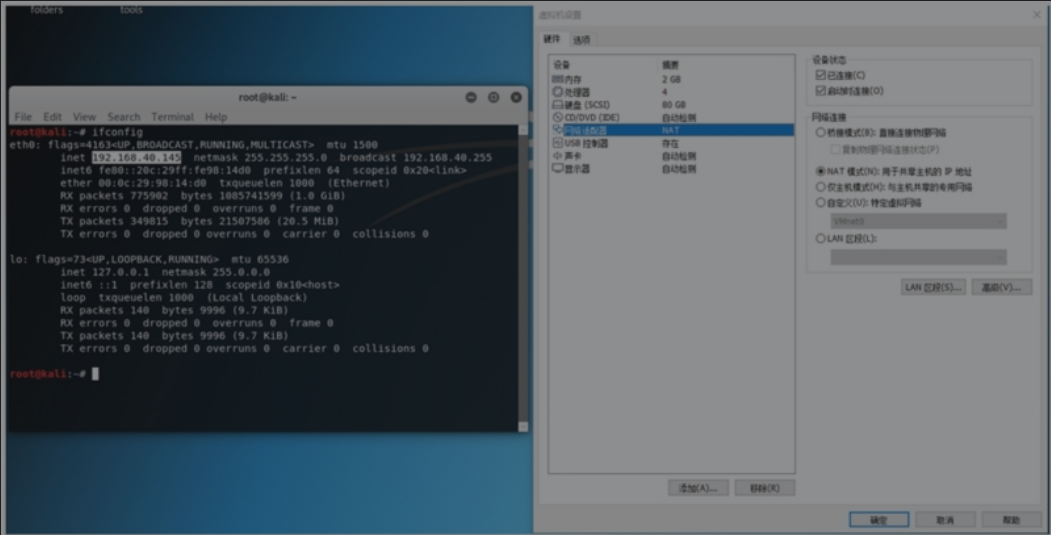 folders
tools
root@kali: ~
File Edit View Search Terminal Help
root@kali:~# ifconfig
eth0: flags=4163<UP,BROADCAST,RUNNING,MULTICAST> mtu 1500
inet 192.168.40.145 netmask 255.255.255.0 broadcast 192.168.40.255
inet6 fe80::20c:29ff:fe98:14d0 prefixlen 64 scopeid 0x20<link>
ether 00:0c:29:98:14:d0 txqueuelen 1000 (Ethernet)
RX packets 775902 bytes 1085741599 (1.0 GiB)
RX errors 0 dropped 0 overruns 0 frame 0
TX packets 349815 bytes 21507586 (20.5 MiB)
TX errors 0 dropped 0 overruns 0 carrier 0 collisions 0
lo: flags=73<UP,LOOPBACK,RUNNING> mtu 65536
inet 127.0.0.1 netmask 255.0.0.0
inet6 ::1 prefixlen 128 scopeid 0x10<host>
loop txqueuelen 1000 (Local Loopback)
RX packets 140 bytes 9996 (9.7 KiB)
RX errors 0 dropped 0 overruns 0 frame 0
TX packets 140 bytes 9996 (9.7 KiB)
TX errors 0 dropped 0 overruns 0 carrier 0 collisions 0
root@kali:~#
虚拟机设置
硬件 选项
设备 摘要
内存 2 GB
处理器 4
硬盘 (SCSI) 80 GB
CD/DVD (IDE) 自动检测
网络适配器 NAT
USB 控制器 存在
声卡 自动检测
显示器 自动检测
添加(A)... 移除(R)
设备状态
已连接(C)
启动时连接(O)
网络连接
桥接模式(B): 直接连接物理网络
复制物理网络连接状态(P)
NAT 模式(N): 用于共享主机的 IP 地址
仅主机模式(H): 与主机共享的专用网络
自定义(U): 特定虚拟网络
VMnet0
LAN 区段(L):
LAN 区段(S)... 高级(V)...
确定 取消 帮助